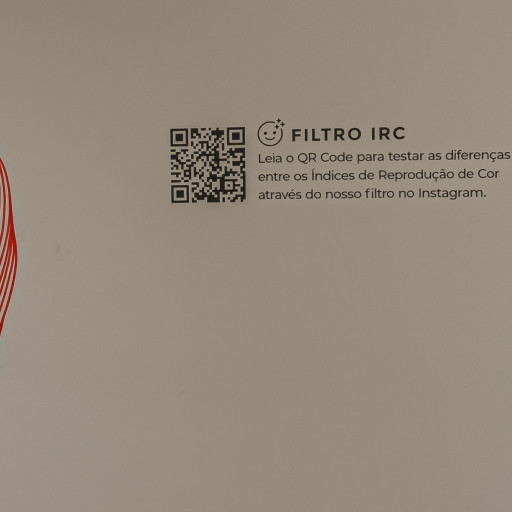 FILTRO IRC
Leia o QR Code para testar as diferenças
entre os Índices de Reprodução de Cor
através do nosso filtro no Instagram.